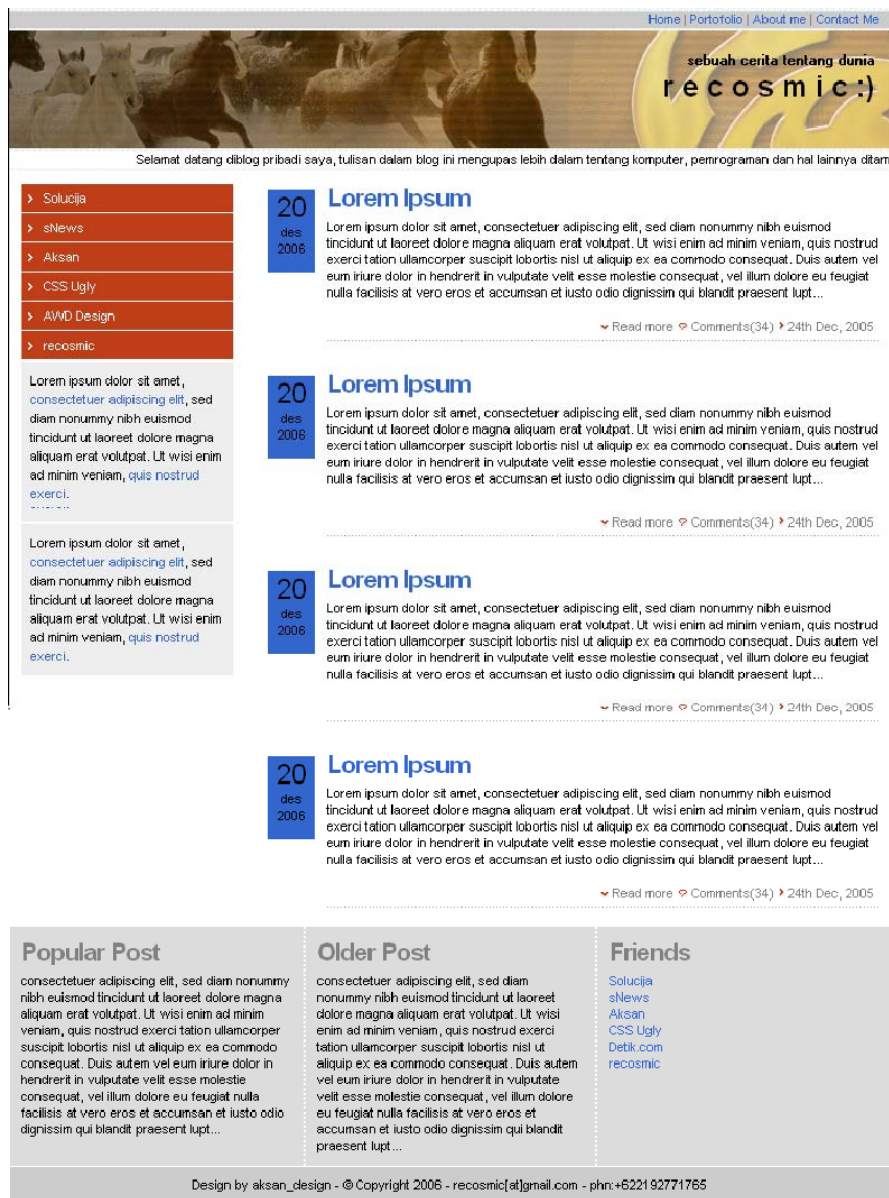 Home | Portofolio | About me | Contact Me
sebuah cerita tentang dunia
recosmic:)
Selamat datang diblog pribadi saya, tulisan dalam blog ini mengupas lebih dalam tentang komputer, pemrograman dan hal lainnya ditam
Solucija
sNews
Aksan
CSS Ugly
AWD Design
recosmic
Lorem ipsum dolor sit amet,
consectetuer adipiscing elit, sed
diam nonummy nibh euismod
tincidunt ut laoreet dolore magna
aliquam erat volutpat. Ut wisi enim
ad minim veniam, quis nostrud
exerci.
Lorem ipsum dolor sit amet,
consectetuer adipiscing elit, sed
diam nonummy nibh euismod
tincidunt ut laoreet dolore magna
aliquam erat volutpat. Ut wisi enim
ad minim veniam, quis nostrud
exerci.
20
des
2006
Lorem Ipsum
Lorem ipsum dolor sit amet, consectetuer adipiscing elit, sed diam nonummy nibh euismod
tincidunt ut laoreet dolore magna aliquam erat volutpat. Ut wisi enim ad minim veniam, quis nostrud
exerci tation ullamcorper suscipit lobortis nisl ut aliquip ex ea commodo consequat. Duis autem vel
eum iriure dolor in hendrerit in vulputate velit esse molestie consequat, vel illum dolore eu feugiat
nulla facilisis at vero eros et accumsan et iusto odio dignissim qui blandit praesent lupt...
Read more Comments(34) 24th Dec, 2005
20
des
2006
Lorem Ipsum
Lorem ipsum dolor sit amet, consectetuer adipiscing elit, sed diam nonummy nibh euismod
tincidunt ut laoreet dolore magna aliquam erat volutpat. Ut wisi enim ad minim veniam, quis nostrud
exerci tation ullamcorper suscipit lobortis nisl ut aliquip ex ea commodo consequat. Duis autem vel
eum iriure dolor in hendrerit in vulputate velit esse molestie consequat, vel illum dolore eu feugiat
nulla facilisis at vero eros et accumsan et iusto odio dignissim qui blandit praesent lupt...
Read more Comments(34) 24th Dec, 2005
20
des
2006
Lorem Ipsum
Lorem ipsum dolor sit amet, consectetuer adipiscing elit, sed diam nonummy nibh euismod
tincidunt ut laoreet dolore magna aliquam erat volutpat. Ut wisi enim ad minim veniam, quis nostrud
exerci tation ullamcorper suscipit lobortis nisl ut aliquip ex ea commodo consequat. Duis autem vel
eum iriure dolor in hendrerit in vulputate velit esse molestie consequat, vel illum dolore eu feugiat
nulla facilisis at vero eros et accumsan et iusto odio dignissim qui blandit praesent lupt...
Read more Comments(34) 24th Dec, 2005
20
des
2006
Lorem Ipsum
Lorem ipsum dolor sit amet, consectetuer adipiscing elit, sed diam nonummy nibh euismod
tincidunt ut laoreet dolore magna aliquam erat volutpat. Ut wisi enim ad minim veniam, quis nostrud
exerci tation ullamcorper suscipit lobortis nisl ut aliquip ex ea commodo consequat. Duis autem vel
eum iriure dolor in hendrerit in vulputate velit esse molestie consequat, vel illum dolore eu feugiat
nulla facilisis at vero eros et accumsan et iusto odio dignissim qui blandit praesent lupt...
Read more Comments(34) 24th Dec, 2005
Popular Post
consectetuer adipiscing elit, sed diam nonummy
nibh euismod tincidunt ut laoreet dolore magna
aliquam erat volutpat. Ut wisi enim ad minim
veniam, quis nostrud exerci tation ullamcorper
suscipit lobortis nisl ut aliquip ex ea commodo
consequat. Duis autem vel eum iriure dolor in
hendrerit in vulputate velit esse molestie
consequat, vel illum dolore eu feugiat nulla
facilisis at vero eros et accumsan et iusto odio
dignissim qui blandit praesent lupt...
Older Post
consectetuer adipiscing elit, sed diam
nonummy nibh euismod tincidunt ut laoreet
dolore magna aliquam erat volutpat. Ut wisi
enim ad minim veniam, quis nostrud exerci
tation ullamcorper suscipit lobortis nisl ut
aliquip ex ea commodo consequat. Duis autem
vel eum iriure dolor in hendrerit in vulputate
velit esse molestie consequat, vel illum dolore
eu feugiat nulla facilisis at vero eros et
accumsan et iusto odio dignissim qui blandit
praesent lupt...
Friends
Solucija
sNews
Aksan
CSS Ugly
Detik.com
recosmic
Design by aksan_design - © Copyright 2006 - recosmic[at]gmail.com - phn:+622192771765